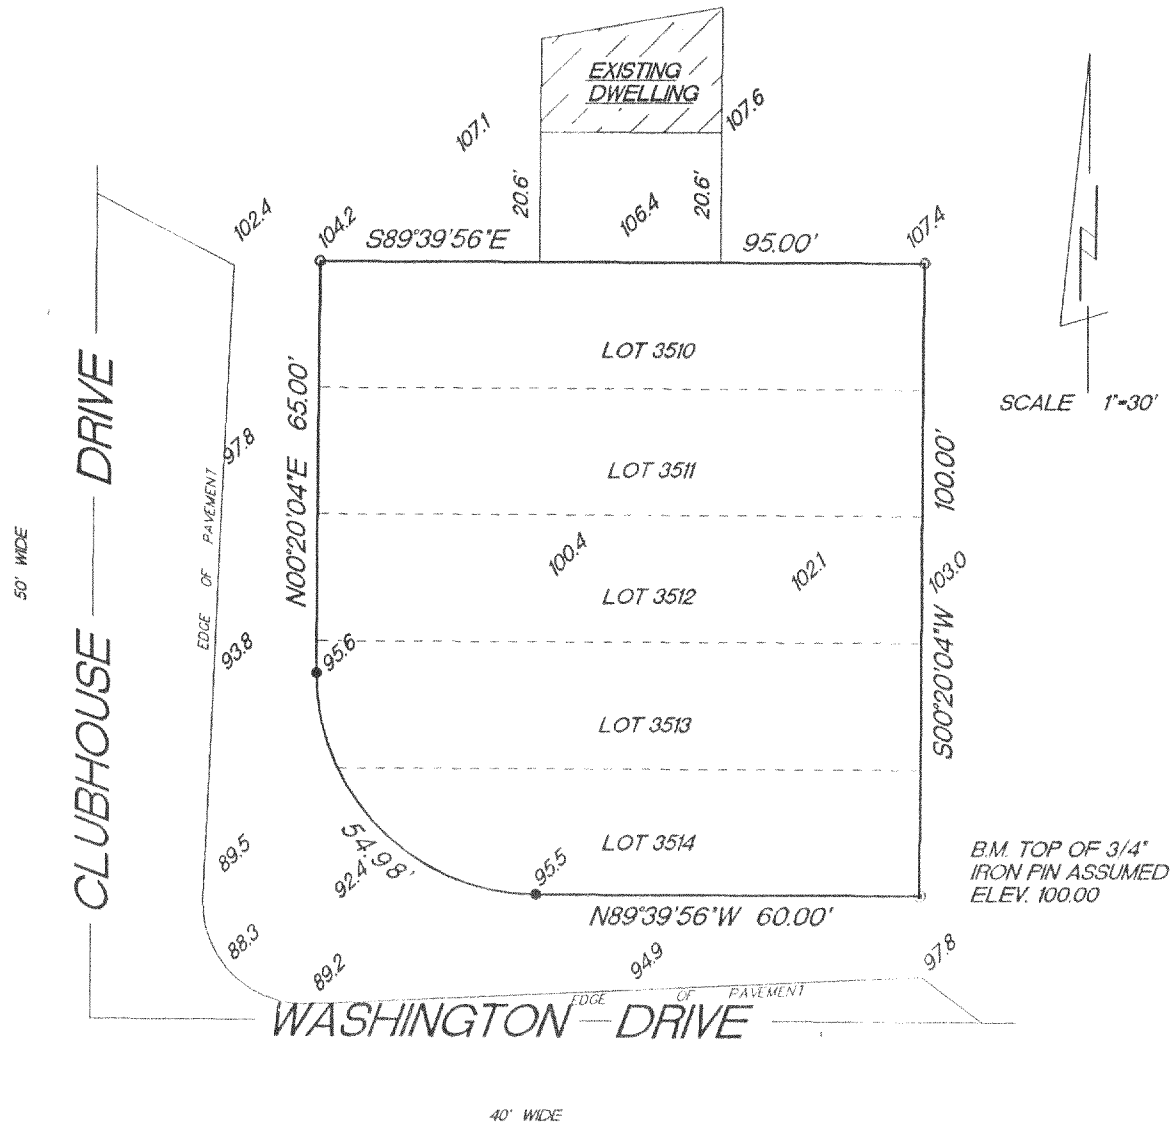 EXISTING
DWELLING
107.1
107.6
20.6'
20.6'
102.4
104.2
106.4
107.4
S89°39'56"E
95.00'
LOT 3510
SCALE 1"=30'
N00°20'04"E 65.00'
100.00'
CLUBHOUSE DRIVE
97.8
LOT 3511
EDGE OF PAVEMENT
50' WIDE
100.4
102.1
103.0
LOT 3512
93.8
95.6
S00°20'04"W
LOT 3513
54.98'
89.5
92.4
95.5
LOT 3514
B.M. TOP OF 3/4"
IRON PIN ASSUMED
ELEV. 100.00
N89°39'56"W 60.00'
88.3
89.2
94.9
97.8
EDGE OF PAVEMENT
WASHINGTON DRIVE
40' WIDE